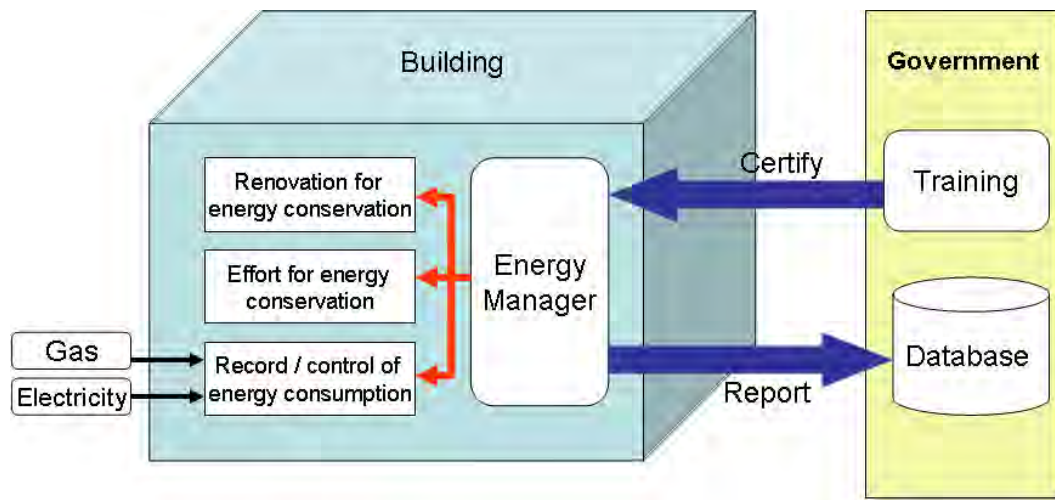 Building
Government
Renovation for
energy conservation
Effort for energy
conservation
Record / control of
energy consumption
Energy
Manager
Certify
Training
Report
Database
Gas
Electricity